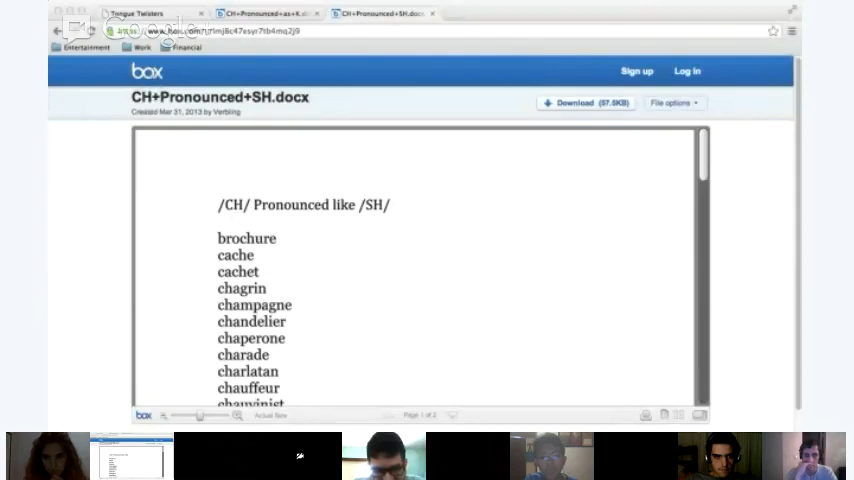 Tongue Twisters
CH+Pronounced+as+K.d
CH+Pronounced+SH.docx
Google+
Entertainment
Work
Financial
box
Sign up
Log in
CH+Pronounced+SH.docx
Created Mar 31, 2013 by Verbling
Download (57.5KB)
File options
/CH/ Pronounced like /SH/
brochure
cache
cachet
chagrin
champagne
chandelier
chaperone
charade
charlatan
chauffeur
chauvinist
box
Actual Size
Page 1 of 2